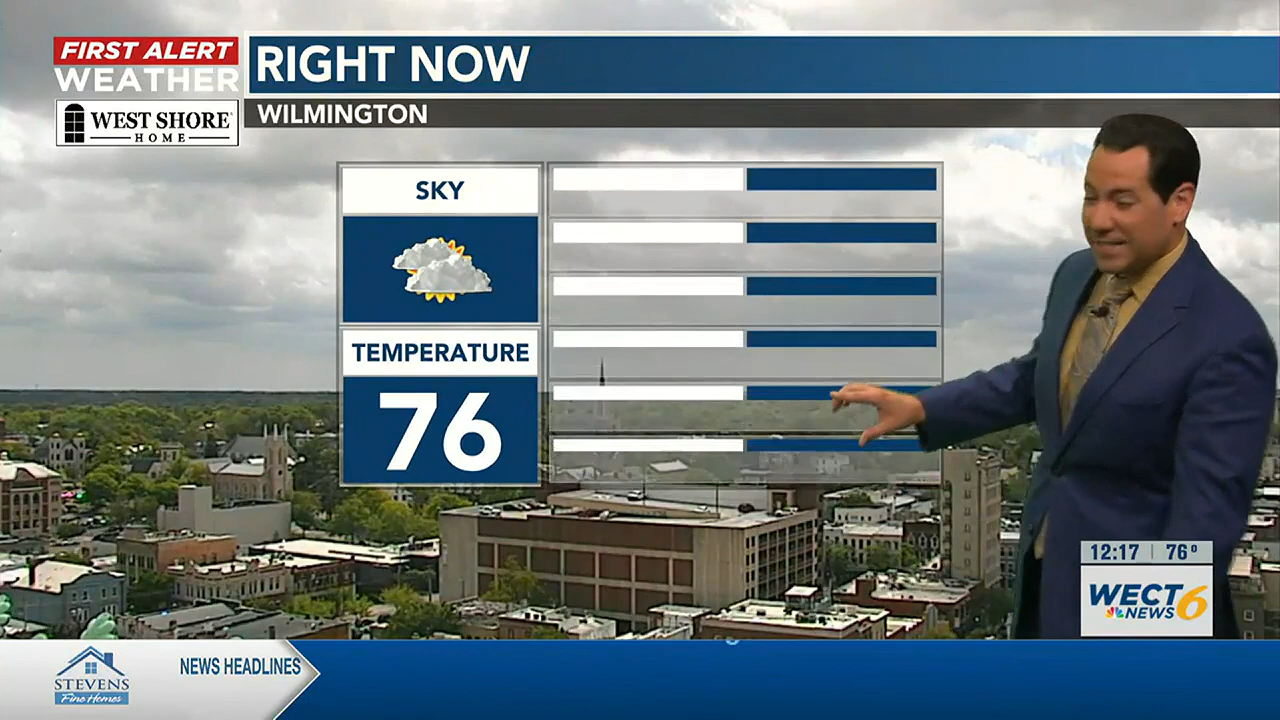 FIRST ALERT
WEATHER
WEST SHORE
HOME
RIGHT NOW
WILMINGTON
SKY
TEMPERATURE
76
12:17 | 76°
WECT 6
NEWS
STEVENS
Fine Homes
NEWS HEADLINES